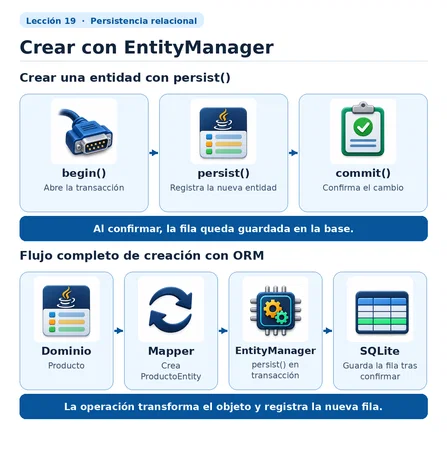 Lección 19 · Persistencia relacional
Crear con EntityManager
Crear una entidad con persist()
begin()
Abre la transacción
persist()
Registra la nueva entidad
commit()
Confirma el cambio
Al confirmar, la fila queda guardada en la base.
Flujo completo de creación con ORM
Dominio
Producto
Mapper
Crea
ProductoEntity
EntityManager
persist() en
transacción
SQLite
Guarda la fila tras
confirmar
La operación transforma el objeto y registra la nueva fila.